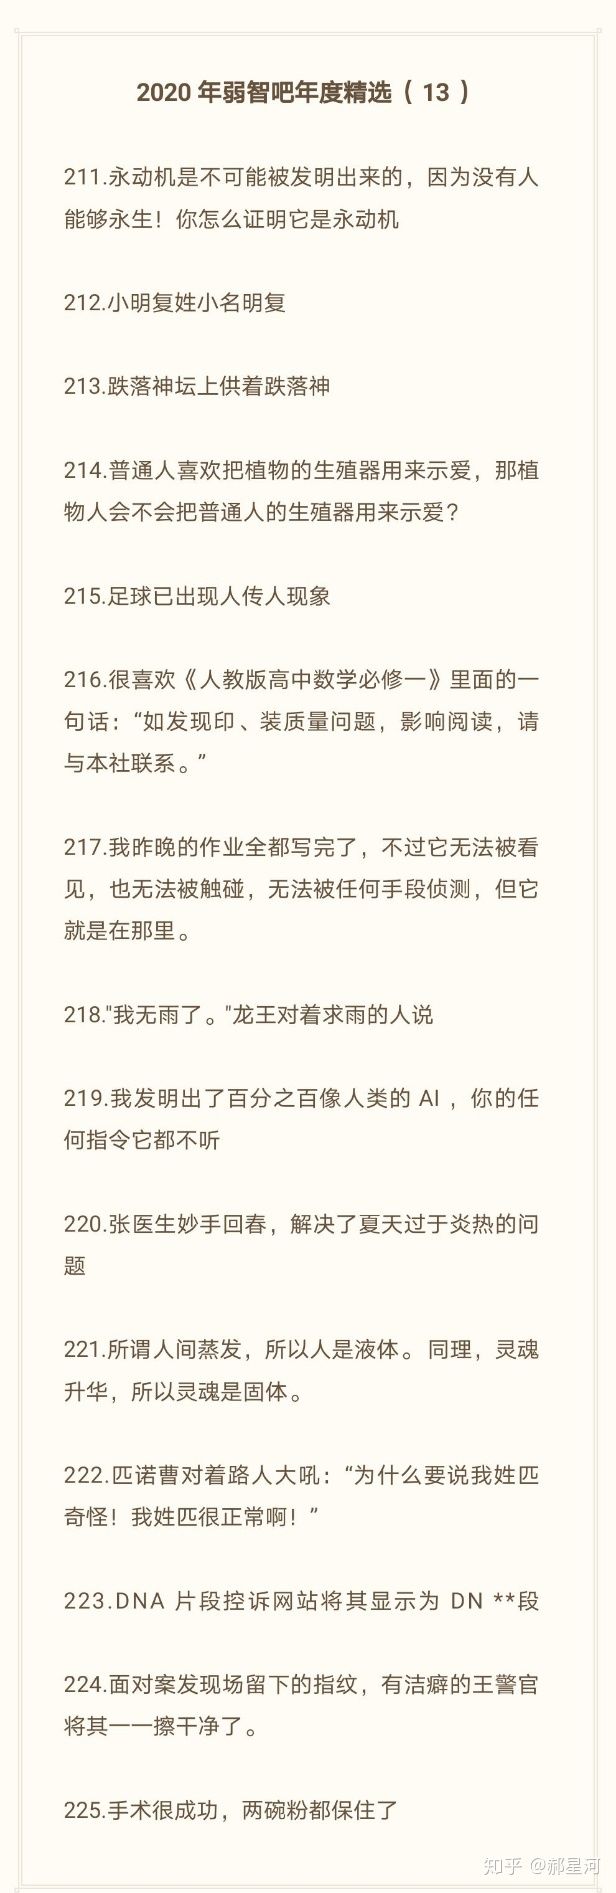 2020 年弱智吧年度精选（ 13 ）
211.永动机是不可能被发明出来的，因为没有人
能够永生！你怎么证明它是永动机
212.小明复姓小名明复
213.跌落神坛上供着跌落神
214.普通人喜欢把植物的生殖器用来示爱，那植
物人会不会把普通人的生殖器用来示爱？
215.足球已出现人传人现象
216.很喜欢《人教版高中数学必修一》里面的一
句话：“如发现印、装质量问题，影响阅读，请
与本社联系。”
217.我昨晚的作业全都写完了，不过它无法被看
见，也无法被触碰，无法被任何手段侦测，但它
就是在那里。
218."我无雨了。"龙王对着求雨的人说
219.我发明出了百分之百像人类的 AI ，你的任
何指令它都不听
220.张医生妙手回春，解决了夏天过于炎热的问
题
221.所谓人间蒸发，所以人是液体。 同理，灵魂
升华，所以灵魂是固体。
222.匹诺曹对着路人大吼：“为什么要说我姓匹
奇怪！我姓匹很正常啊！”
223.DNA 片段控诉网站将其显示为 DN **段
224.面对案发现场留下的指纹，有洁癖的王警官
将其一一擦干净了。
225.手术很成功，两碗粉都保住了
知乎 @郝星河